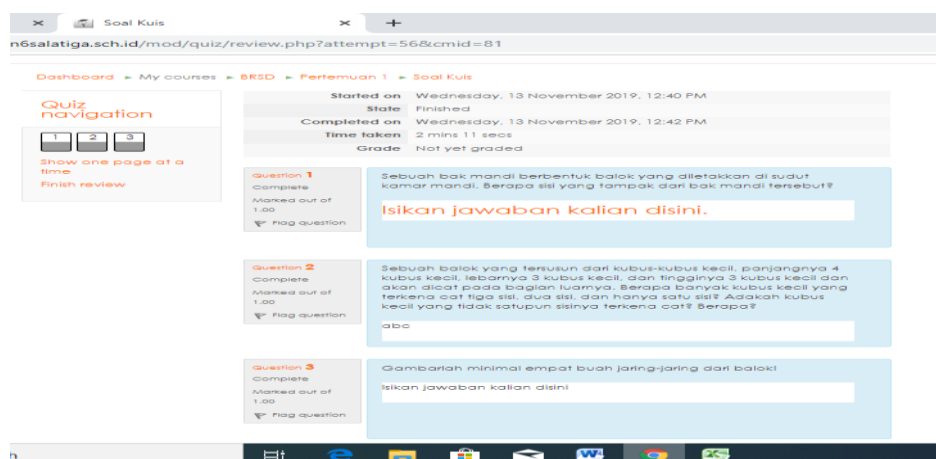 Soal Kuis
n6salatiga.sch.id/mod/quiz/review.php?attempt=56&cmid=81
Dashboard ► My courses ► BRSD ► Pertemuan 1 ► Soal Kuis
Quiz
navigation
1 2 3
Show one page at a
time
Finish review
Started on Wednesday, 13 November 2019, 12:40 PM
State Finished
Completed on Wednesday, 13 November 2019, 12:42 PM
Time taken 2 mins 11 secs
Grade Not yet graded
Question 1
Complete
Marked out of
1.00
Flag question
Sebuah bak mandi berbentuk balok yang diletakkan di sudut
kamar mandi. Berapa sisi yang tampak dari bak mandi tersebut?
Isikan jawaban kalian disini.
Question 2
Complete
Marked out of
1.00
Flag question
Sebuah balok yang tersusun dari kubus-kubus kecil, panjangnya 4
kubus kecil, lebarnya 3 kubus kecil, dan tingginya 3 kubus kecil dan
akan dicat pada bagian luarnya. Berapa banyak kubus kecil yang
terkena cat tiga sisi, dua sisi, dan hanya satu sisi? Adakah kubus
kecil yang tidak satupun sisinya terkena cat? Berapa?
abc
Question 3
Complete
Marked out of
1.00
Flag question
Gambarlah minimal empat buah jaring-jaring dari balok!
Isikan jawaban kalian disini
h